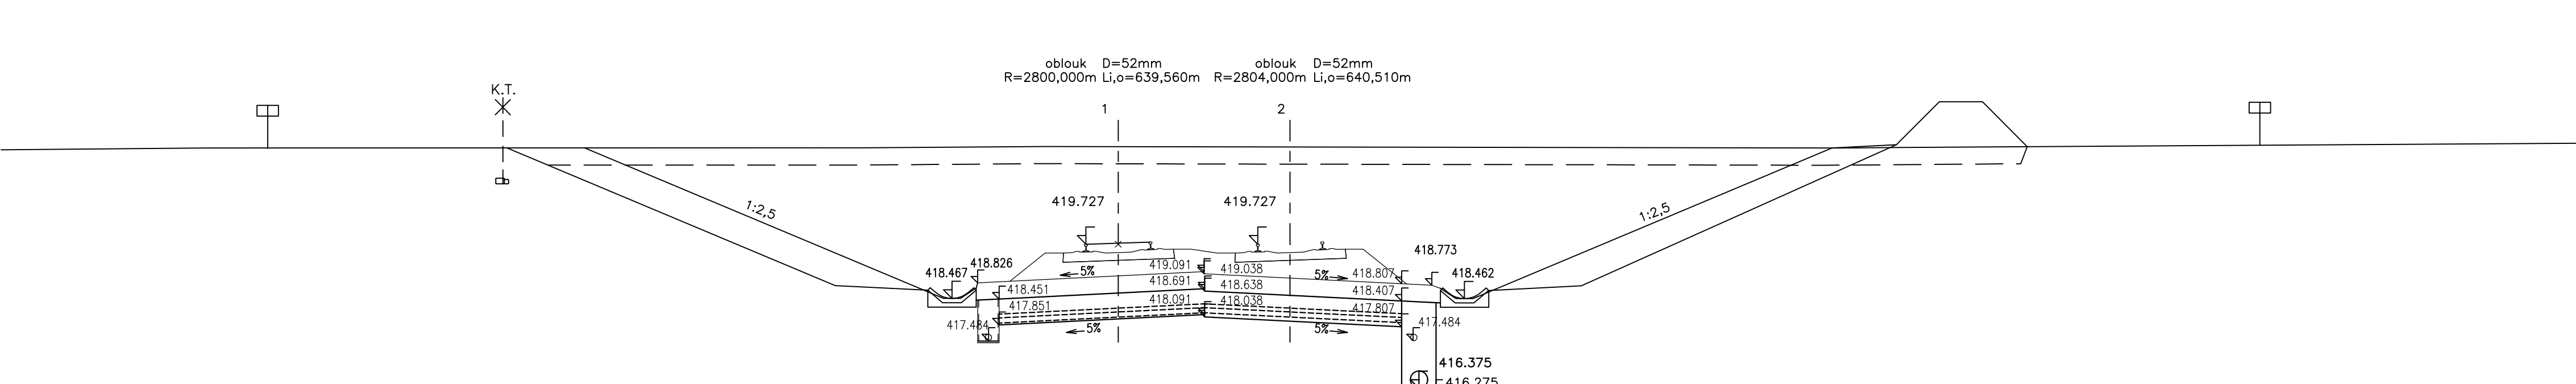 oblouk D=52mm oblouk D=52mm
R=2800,000m Li,o=639,560m R=2804,000m Li,o=640,510m
K.T.
1 2
1:2,5 1:2,5
419.727 419.727
418.773
418.467 418.826 5% 419.091 419.038 5% 418.807 418.462
418.451 418.691 418.638 418.407
417.851 418.091 418.038 417.807
417.484 5% 5% 417.484
416.375
416.275